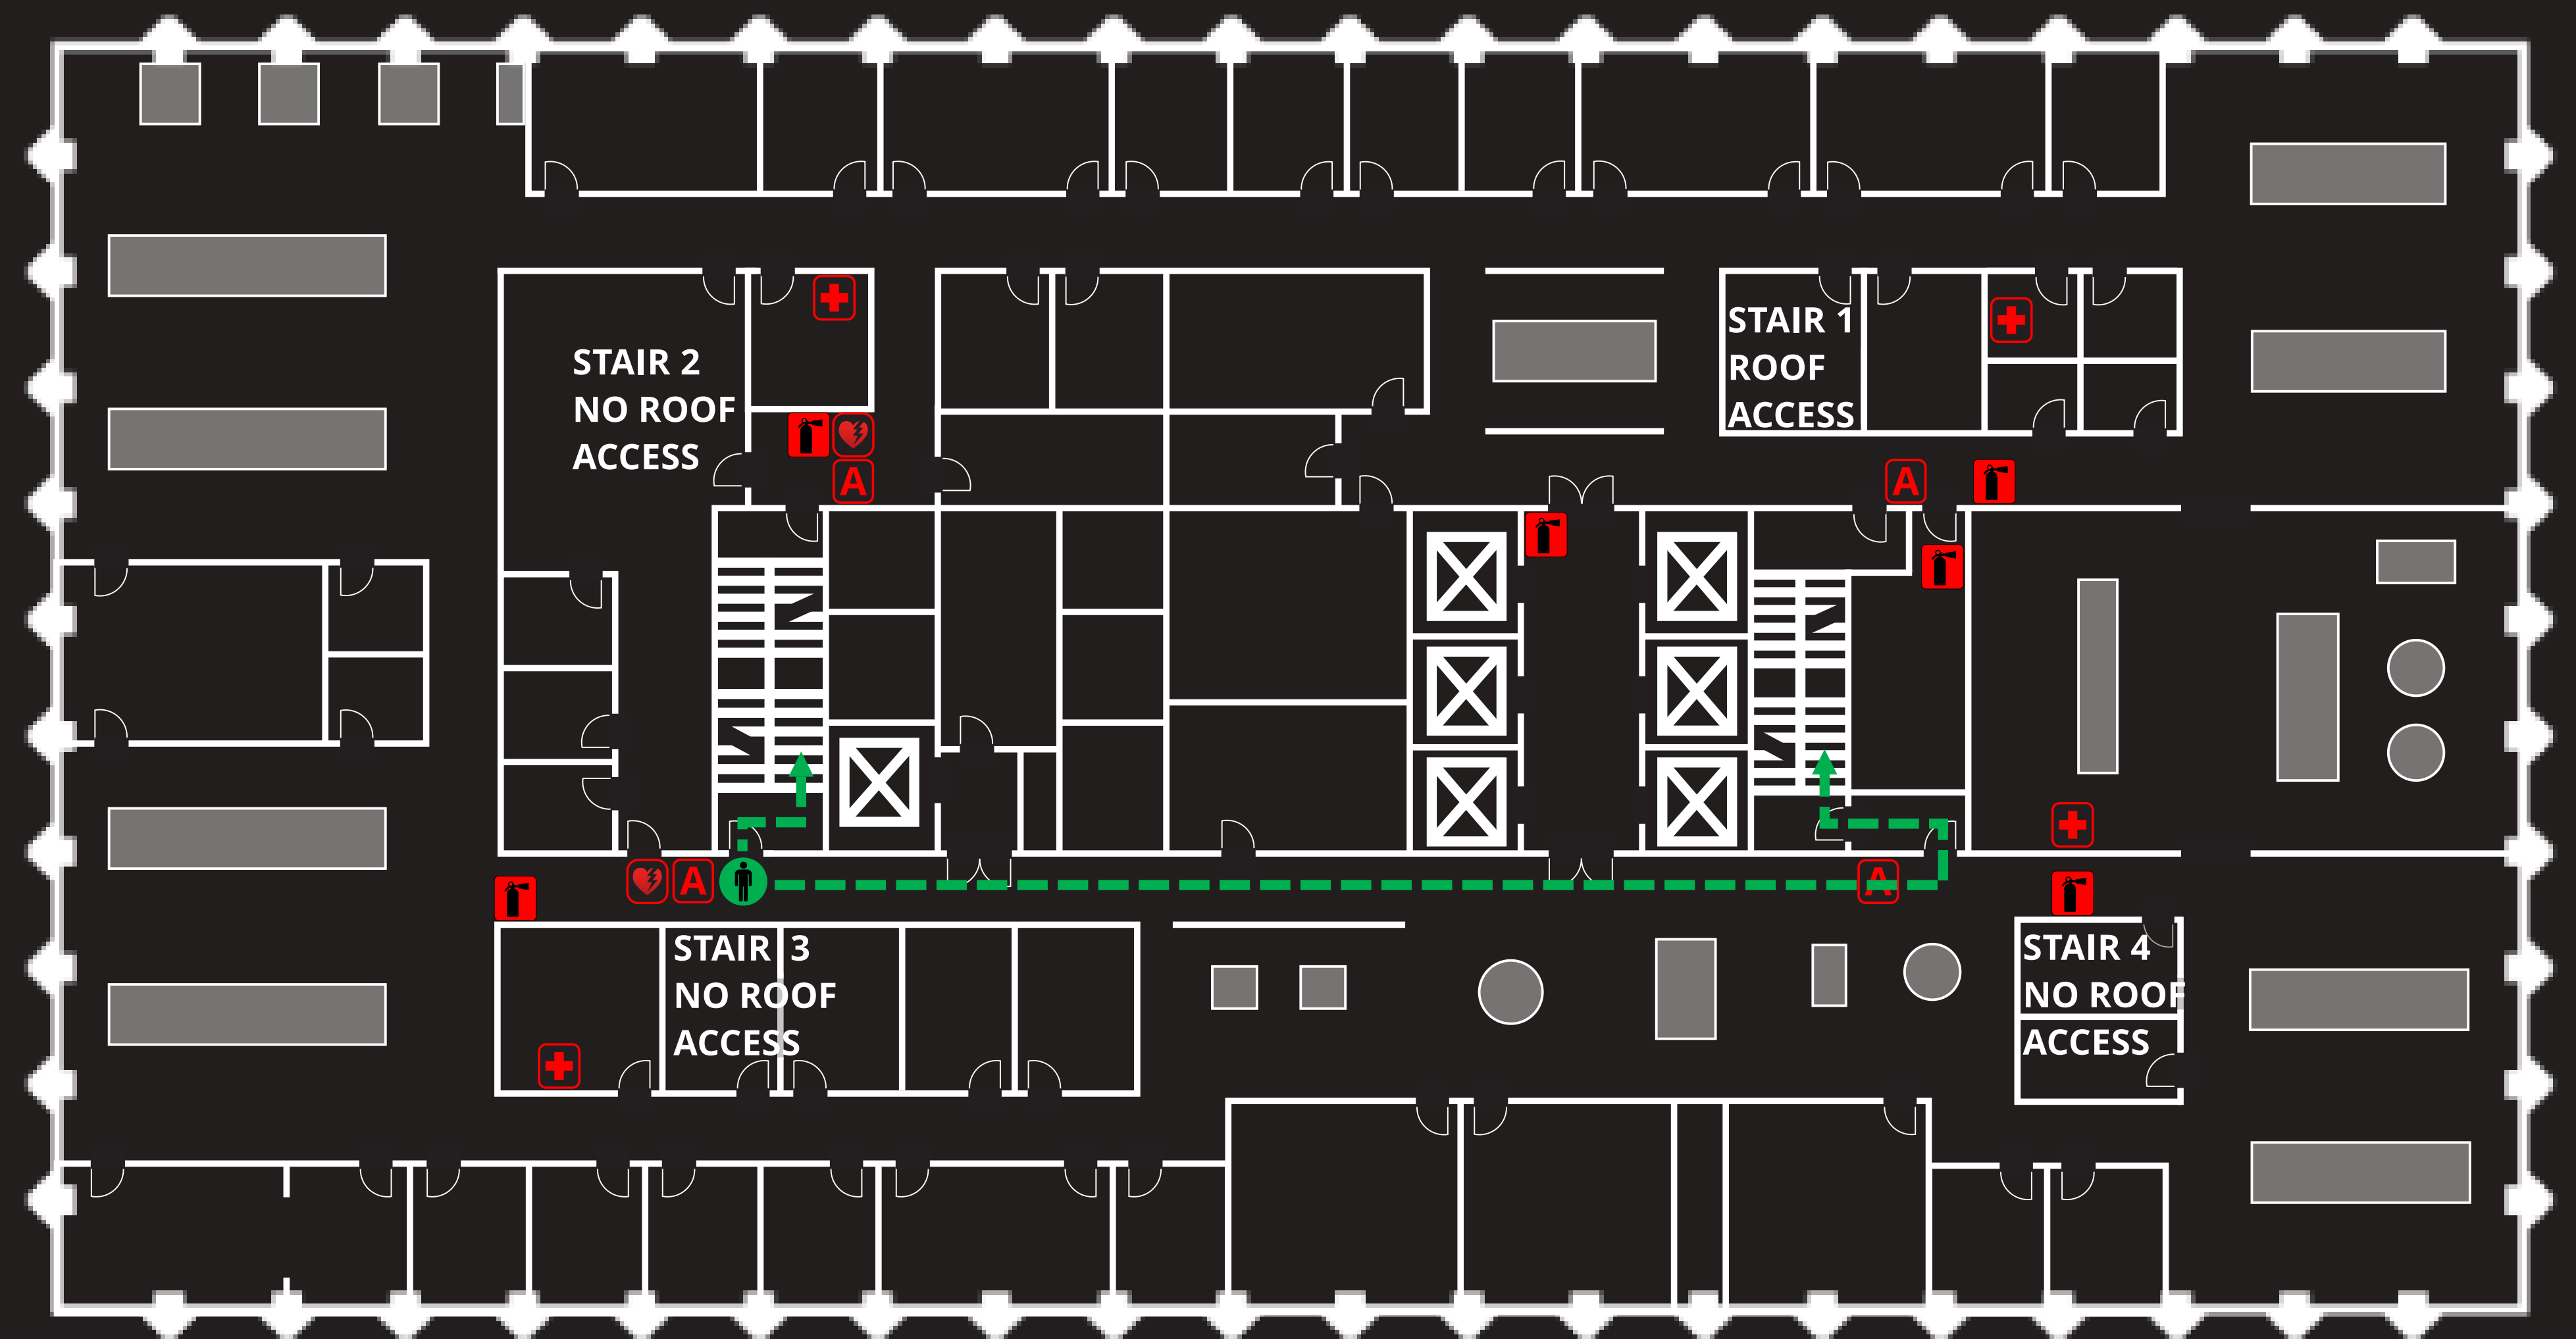 STAIR 1
ROOF
ACCESS
STAIR 2
NO ROOF
ACCESS
A
A
A
A
STAIR 3
NO ROOF
ACCESS
STAIR 4
NO ROOF
ACCESS